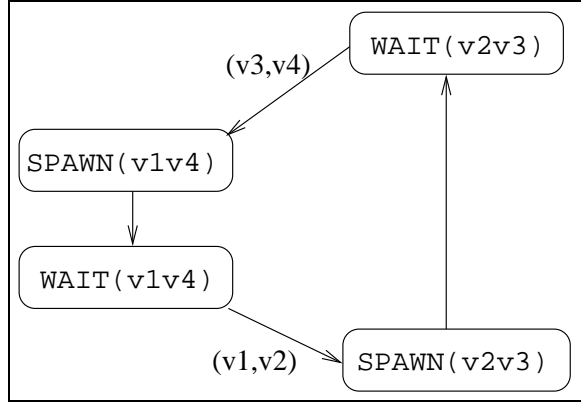 WAIT(v2v3)
(v3,v4)
SPAWN(v1v4)
WAIT(v1v4)
(v1,v2)
SPAWN(v2v3)